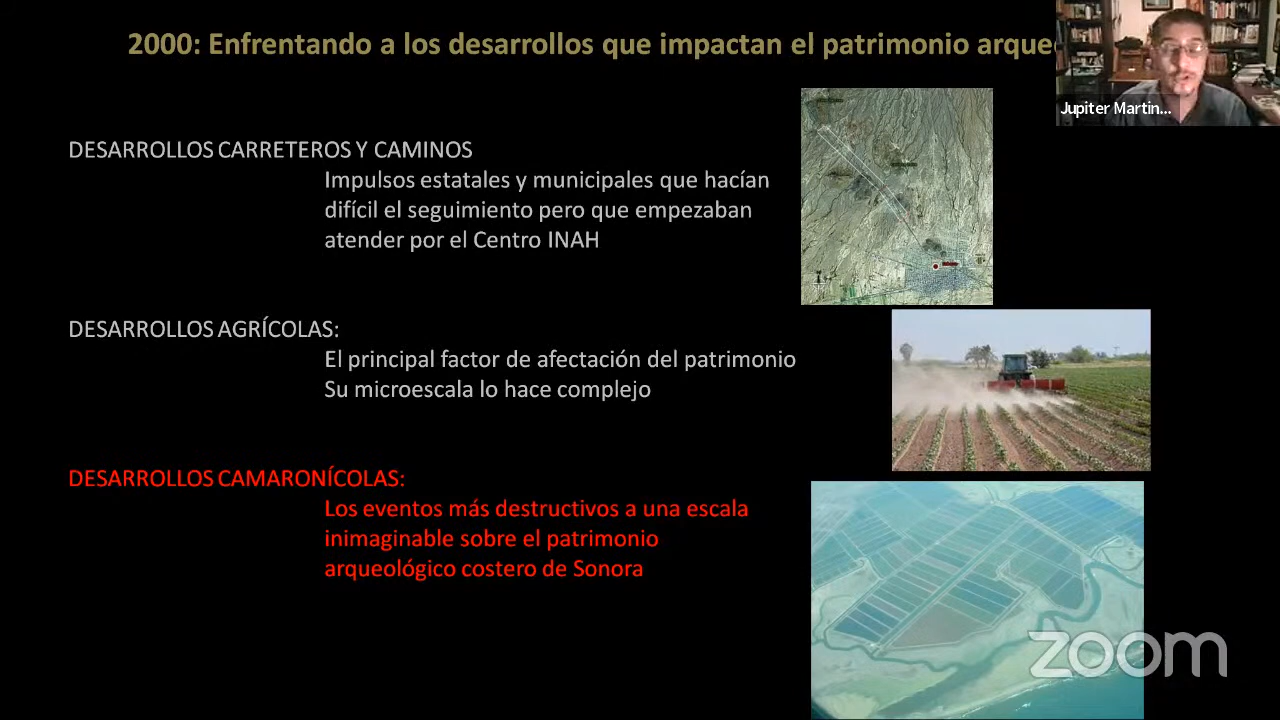 2000: Enfrentando a los desarrollos que impactan el patrimonio arque
Jupiter Martin...
DESARROLLOS CARRETEROS Y CAMINOS
Impulsos estatales y municipales que hacían
difícil el seguimiento pero que empezaban
atender por el Centro INAH
DESARROLLOS AGRÍCOLAS:
El principal factor de afectación del patrimonio
Su microescala lo hace complejo
DESARROLLOS CAMARONÍCOLAS:
Los eventos más destructivos a una escala
inimaginable sobre el patrimonio
arqueológico costero de Sonora
zoom